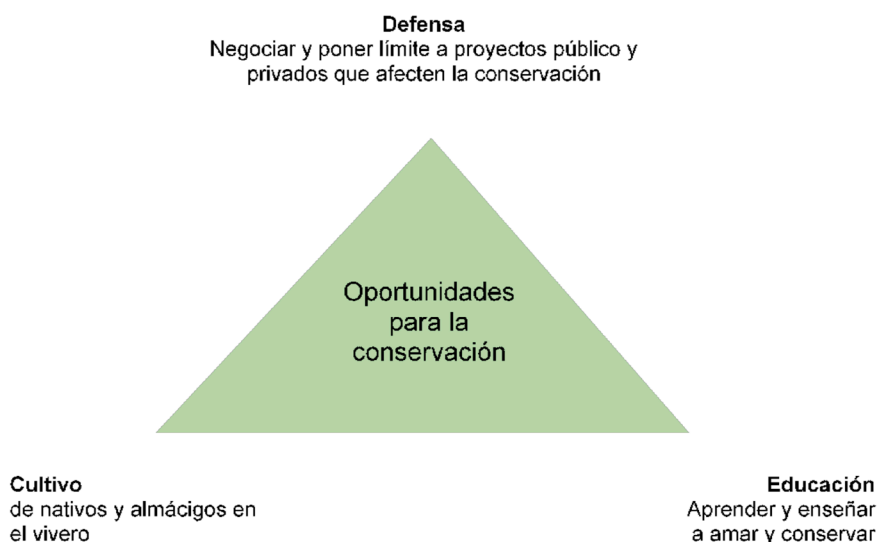 Defensa
Negociar y poner límite a proyectos público y
privados que afecten la conservación
Oportunidades
para la
conservación
Cultivo
de nativos y almácigos en
el vivero
Educación
Aprender y enseñar
a amar y conservar